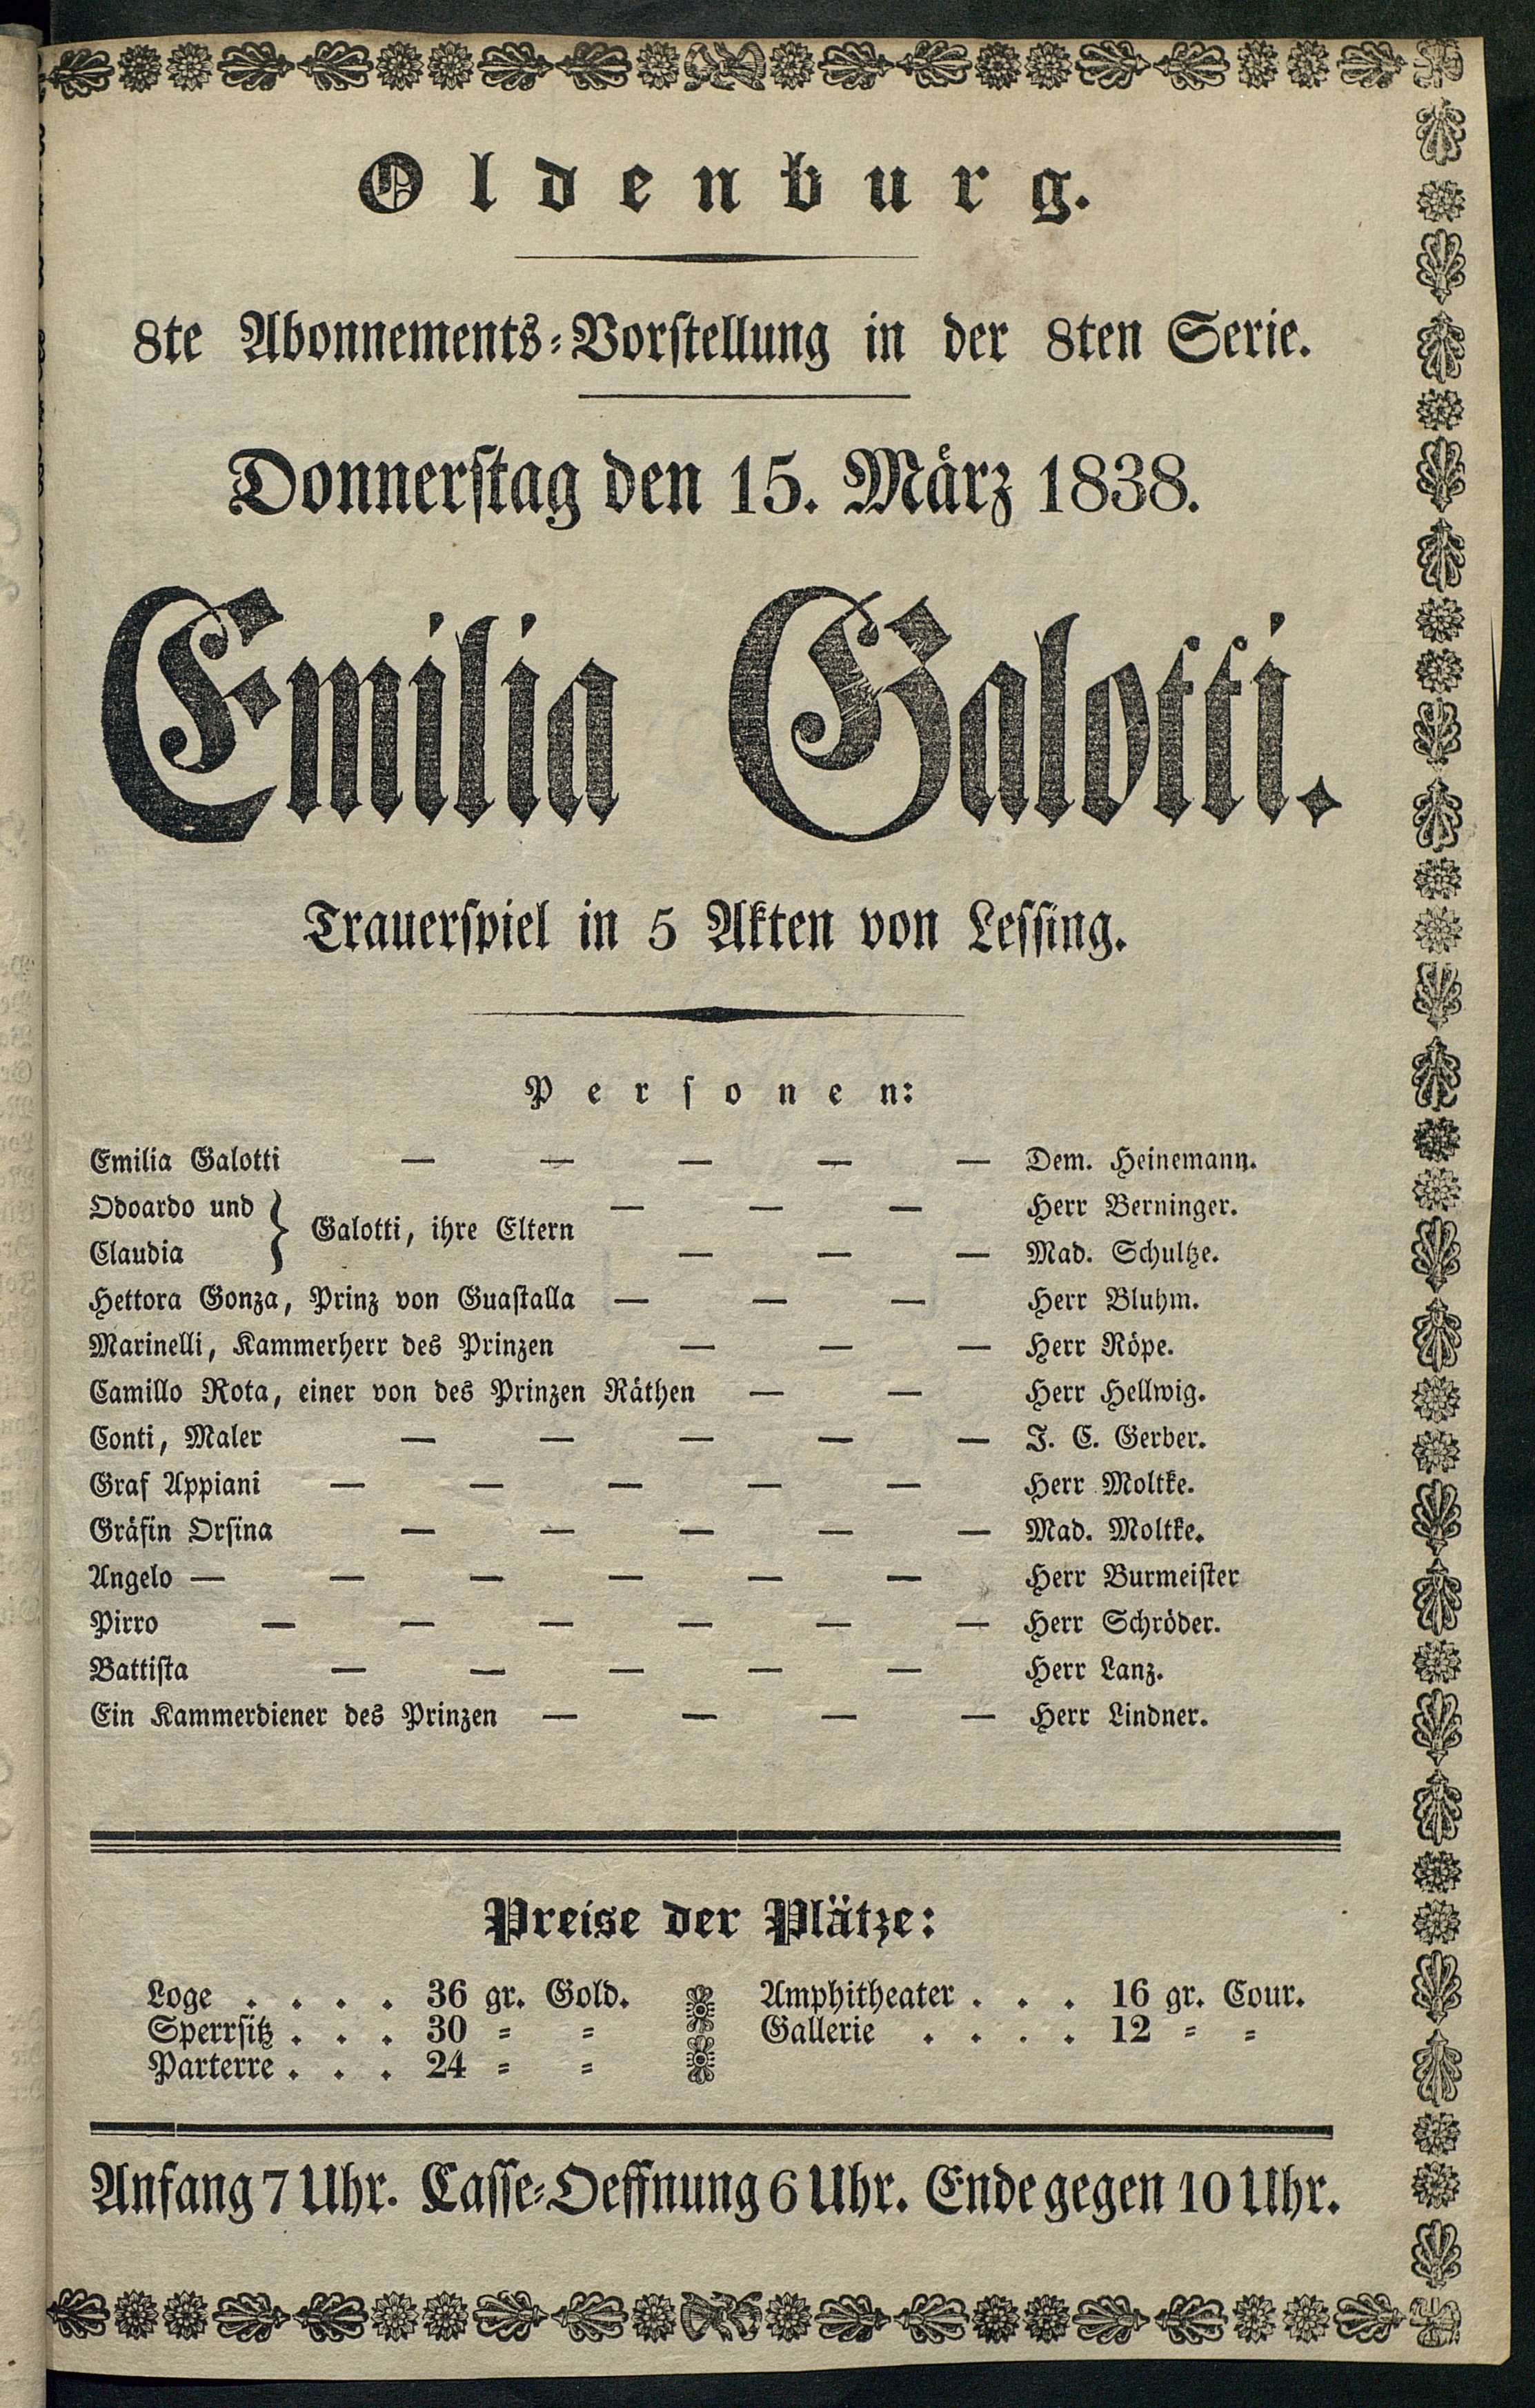 Oldenburg.
8te Abonnements-Vorstellung in der 8ten Serie.
Donnerstag den 15. März 1838.
Emilia Galotti.
Trauerspiel in 5 Akten von Lessing.
Personen:
Emilia Galotti — — — — — Dem. Heinemann.
Odoardo und } Galotti, ihre Eltern — — — Herr Berninger.
Claudia — — — Mad. Schultze.
Hettora Gonza, Prinz von Guastalla — — — Herr Bluhm.
Marinelli, Kammerherr des Prinzen — — — Herr Röpe.
Camillo Rota, einer von des Prinzen Räthen — — Herr Hellwig.
Conti, Maler — — — — — J. C. Gerber.
Graf Appiani — — — — — Herr Moltke.
Gräfin Orsina — — — — — Mad. Moltke.
Angelo — — — — — — Herr Burmeister
Pirro — — — — — — Herr Schröder.
Battista — — — — — Herr Lanz.
Ein Kammerdiener des Prinzen — — — — Herr Lindner.
Preise der Plätze:
Loge . . . . 36 gr. Gold. Amphitheater . . . 16 gr. Cour.
Sperrsitz . . . 30 = = Gallerie . . . . 12 = =
Parterre . . . 24 = =
Anfang 7 Uhr. Casse-Oeffnung 6 Uhr. Ende gegen 10 Uhr.